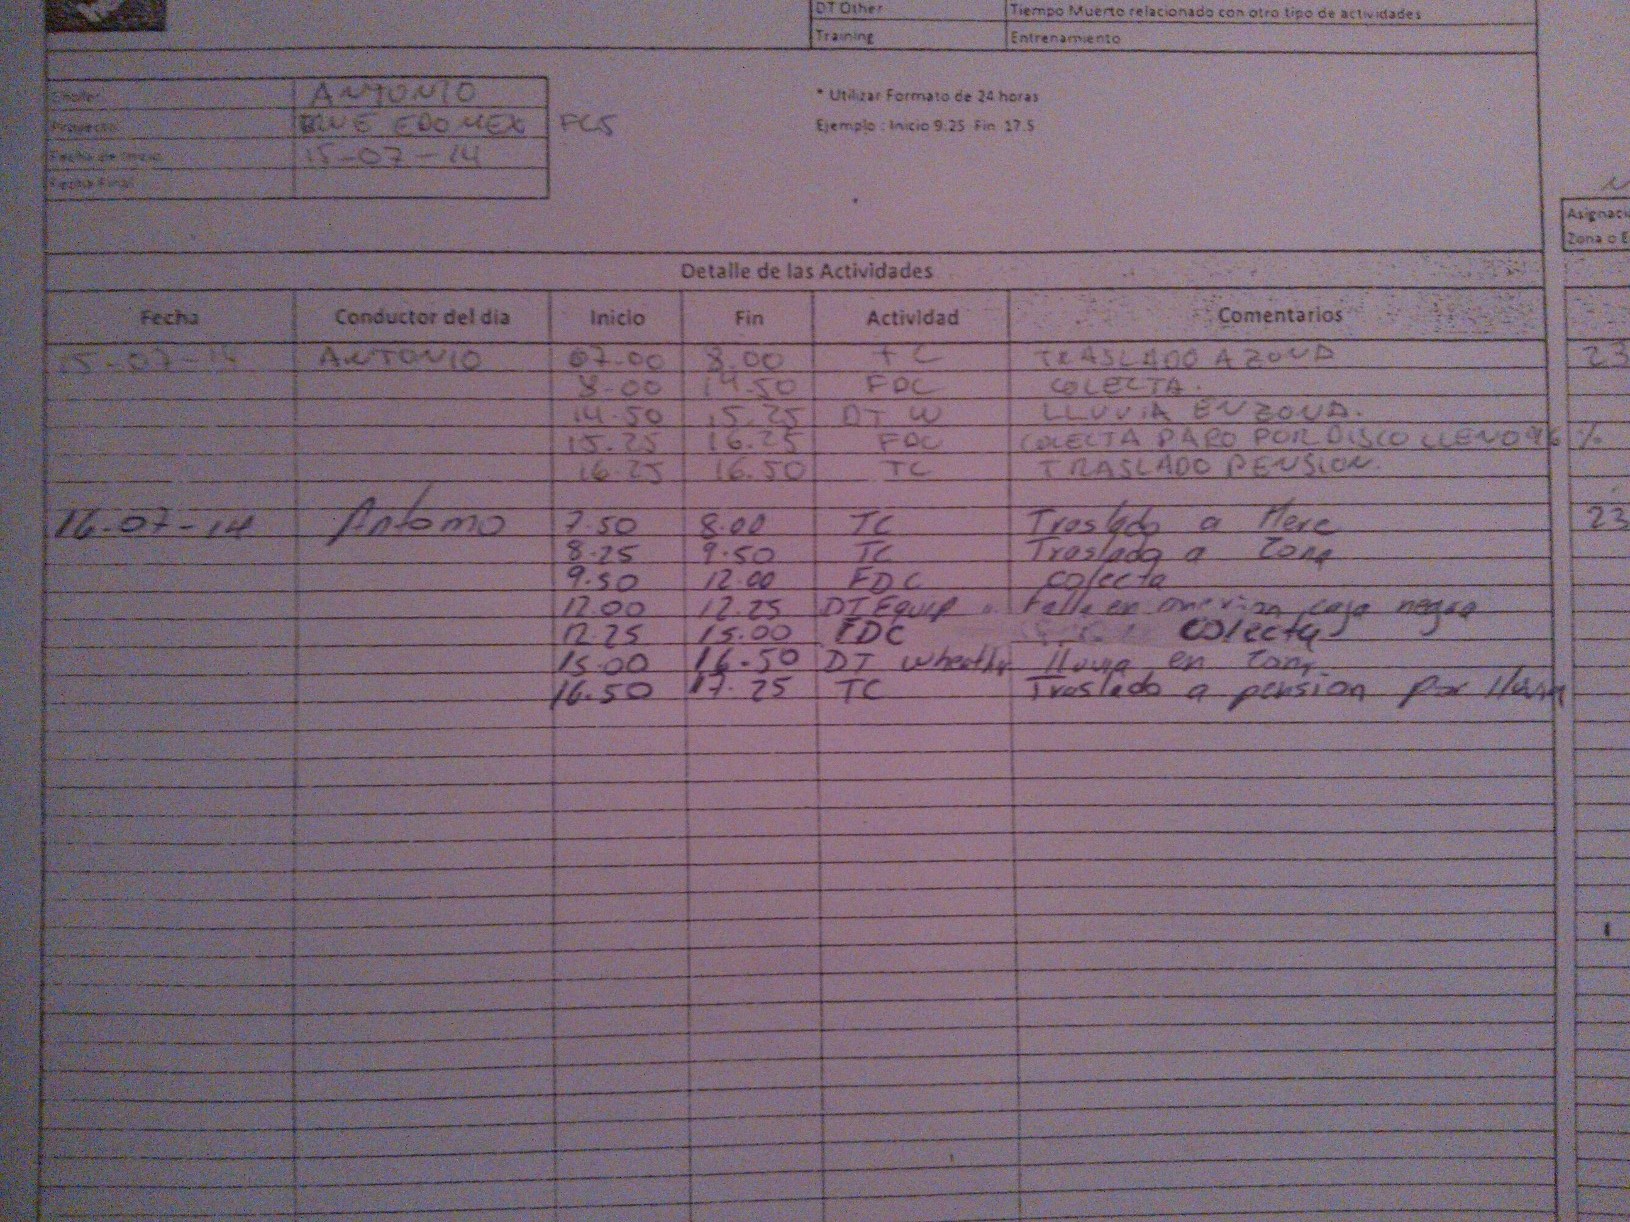 DT Other Tiempo Muerto relacionado con otro tipo de actividades
Training Entrenamiento
Chofer: ANTONIO
Proyecto: EDOMEX FCS
Fecha de Inicio 15-07-14
Fecha Final
* Utilizar Formato de 24 horas
Ejemplo : Inicio 9:25 Fin 17.5
Asignaci
Zona o E
Detalle de las Actividades
Fecha Conductor del dia Inicio Fin Actividad Comentarios
15-07-14 ANTONIO 07.00 8.00 TC TRASLADO A ZONA 23
8-00 14.50 FDC COLECTA.
14.50 15.25 DT W LLUVIA EN ZONA.
15.25 16.25 FDC COLECTA PARO POR DISCO LLENO 96 %
16.25 16.50 TC TRASLADO PENSION.
16-07-14 Antonio 7.50 8.00 TC Traslado a Mere 23
8.25 9.50 TC Traslado a Zona
9.50 12.00 FDC colecta
12.00 12.25 DT Equip Falla en conexion caja negra
12.25 15.00 FDC colecta
15.00 16.50 DT Wheather lluvia en Zona
16.50 17.25 TC Traslado a pension por lluvia